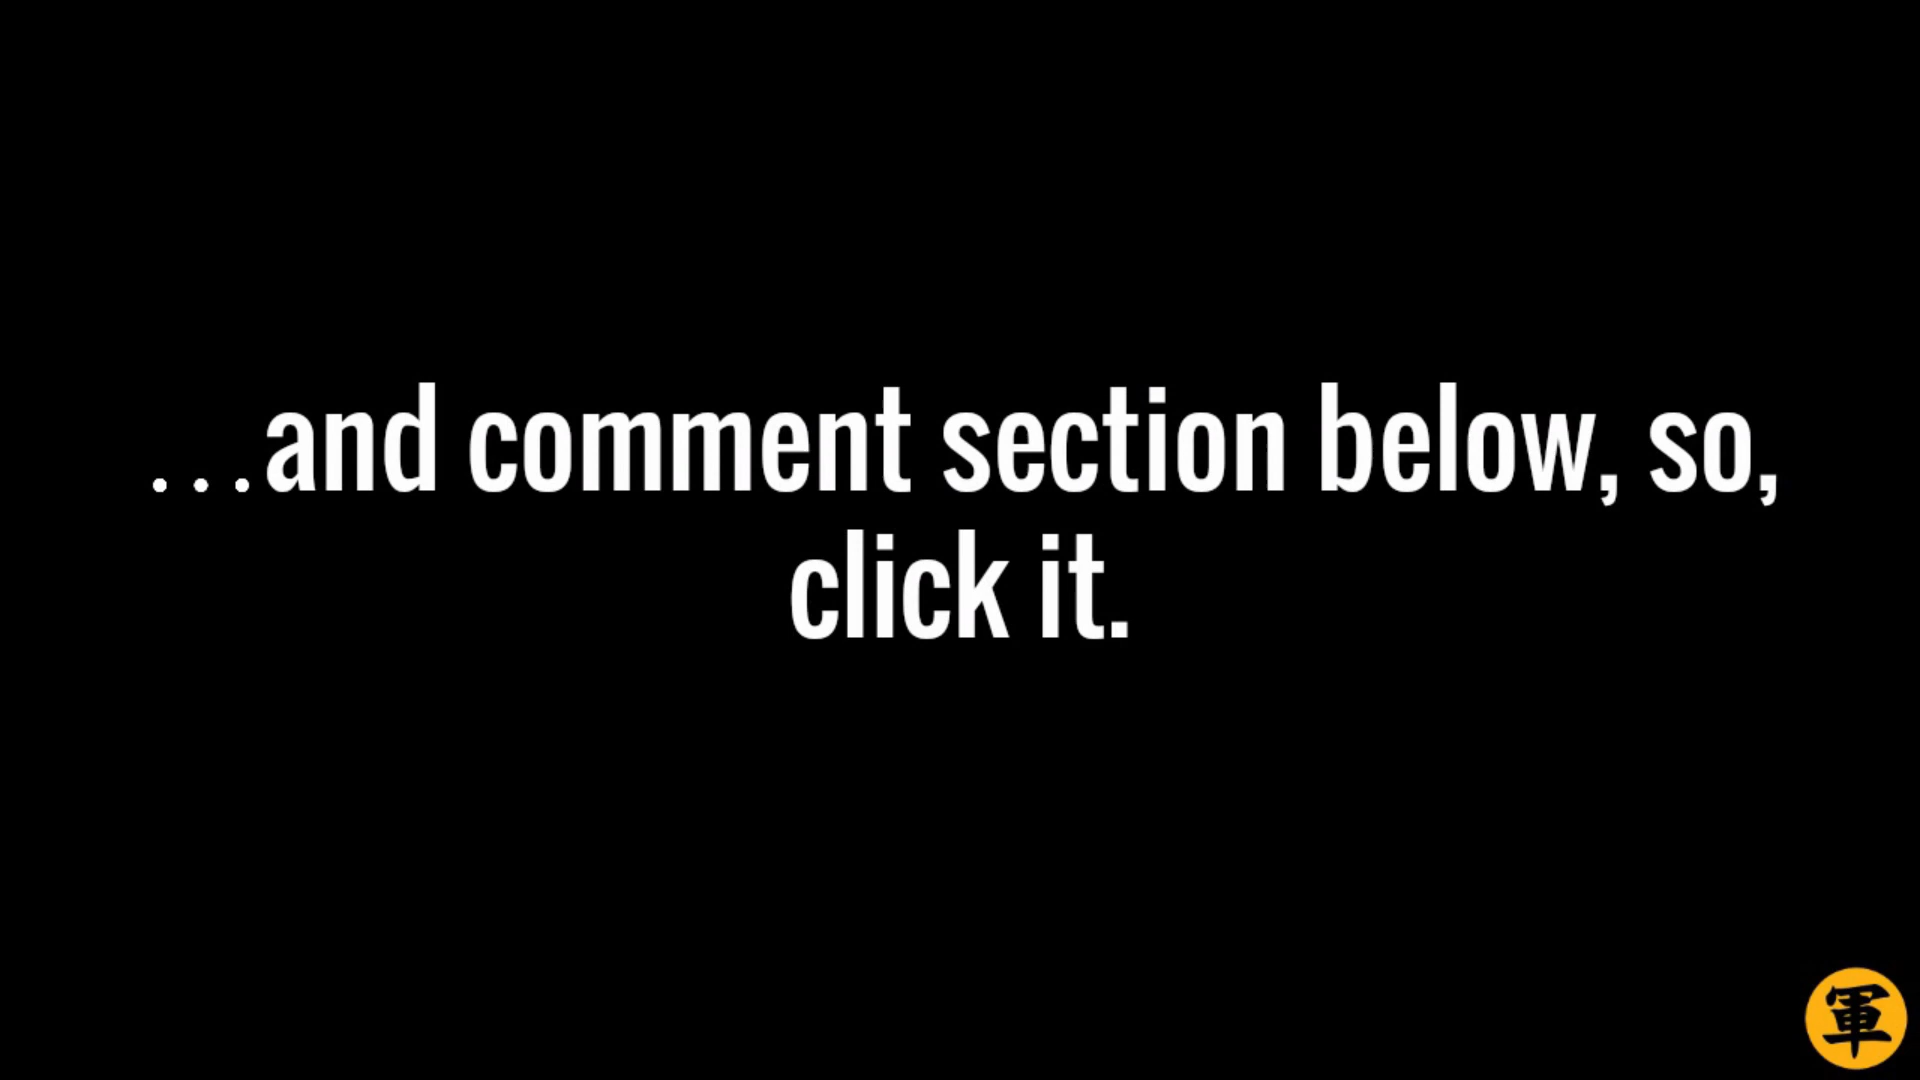 …and comment section below, so,
click it.
軍